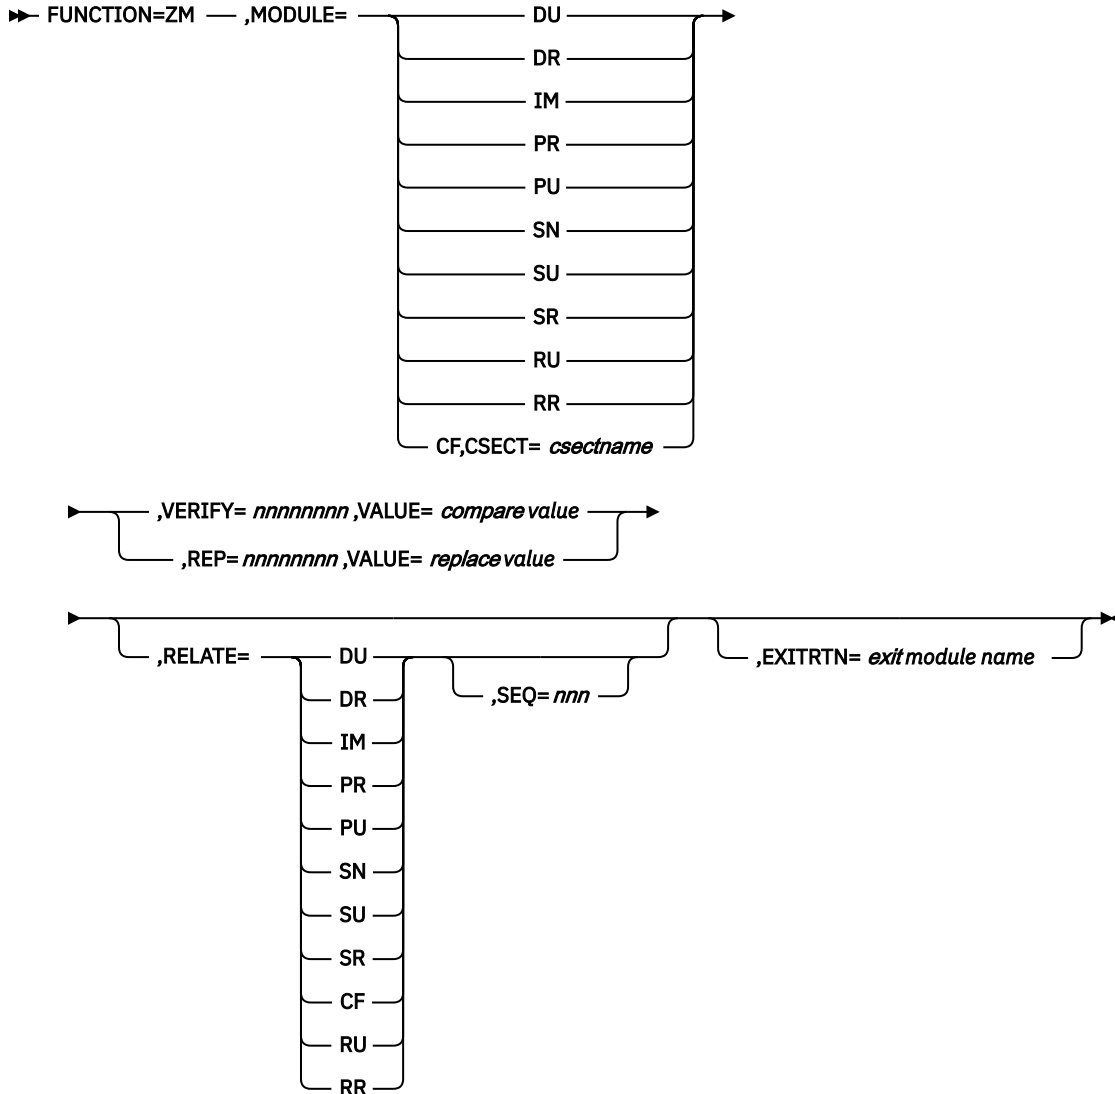 FUNCTION=ZM ,MODULE= DU
DR
IM
PR
PU
SN
SU
SR
RU
RR
CF,CSECT= csectname
,VERIFY= nnnnnnnn ,VALUE= compare value
,REP= nnnnnnnn ,VALUE= replace value
,RELATE= DU
DR
IM
PR
PU
SN
SU
SR
CF
RU
RR
,SEQ= nnn
,EXITRTN= exit module name